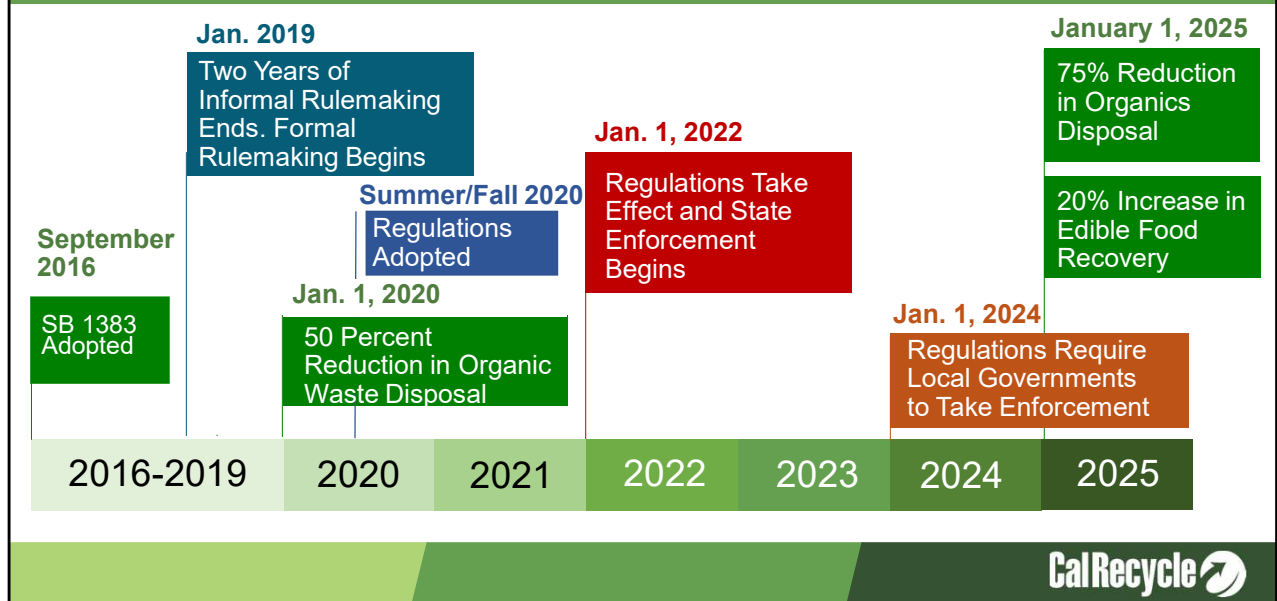 Jan. 2019
Two Years of
Informal Rulemaking
Ends. Formal
Rulemaking Begins
January 1, 2025
75% Reduction
in Organics
Disposal
Jan. 1, 2022
Regulations Take
Effect and State
Enforcement
Begins
Summer/Fall 2020
Regulations
Adopted
20% Increase in
Edible Food
Recovery
September
2016
SB 1383
Adopted
Jan. 1, 2020
50 Percent
Reduction in Organic
Waste Disposal
Jan. 1, 2024
Regulations Require
Local Governments
to Take Enforcement
2016-2019
2020
2021
2022
2023
2024
2025
CalRecycle